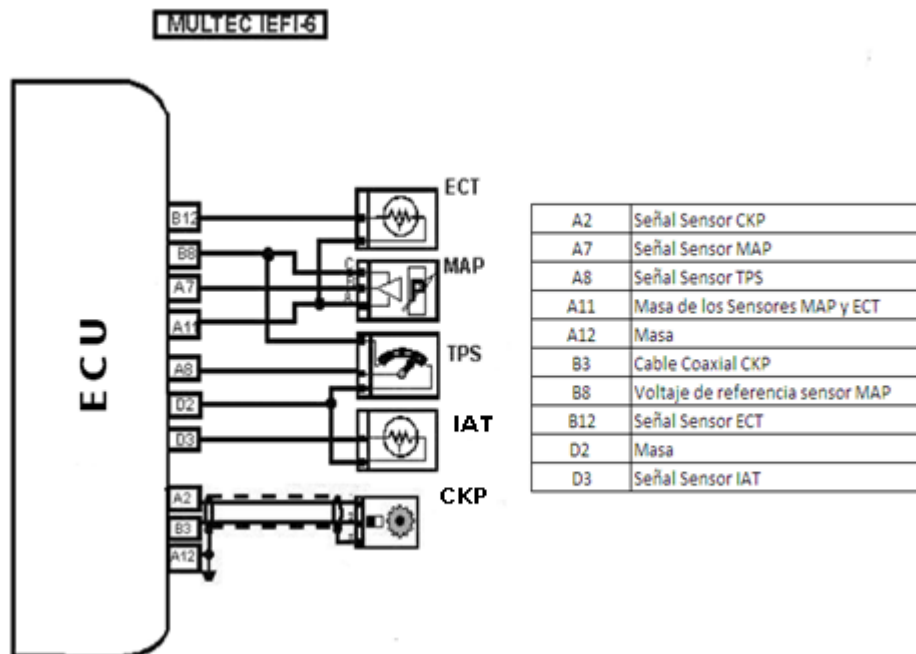 MULTEC IEFI-6
ECU
B12
B8
A7
A11
A8
D2
D3
A2
B3
A12
ECT
C
B
A
MAP
P
TPS
IAT
CKP
A2 Señal Sensor CKP
A7 Señal Sensor MAP
A8 Señal Sensor TPS
A11 Masa de los Sensores MAP y ECT
A12 Masa
B3 Cable Coaxial CKP
B8 Voltaje de referencia sensor MAP
B12 Señal Sensor ECT
D2 Masa
D3 Señal Sensor IAT